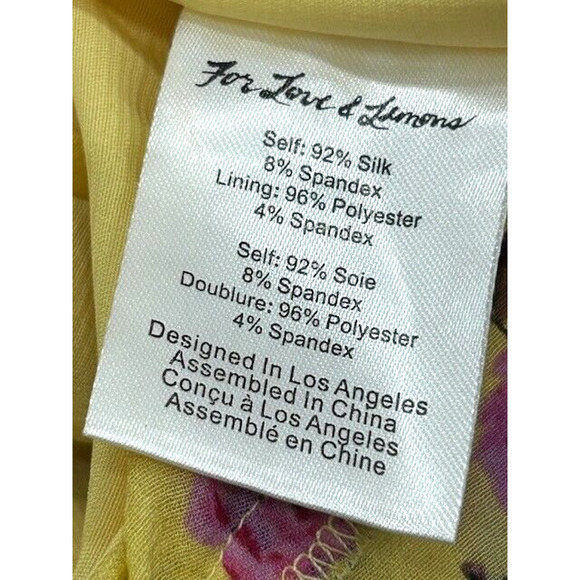 For Love & Lemons
Self: 92% Silk
8% Spandex
Lining: 96% Polyester
4% Spandex
Self: 92% Soie
8% Spandex
Doublure: 96% Polyester
4% Spandex
Designed In Los Angeles
Assembled In China
Conçu à Los Angeles
Assemblé en Chine